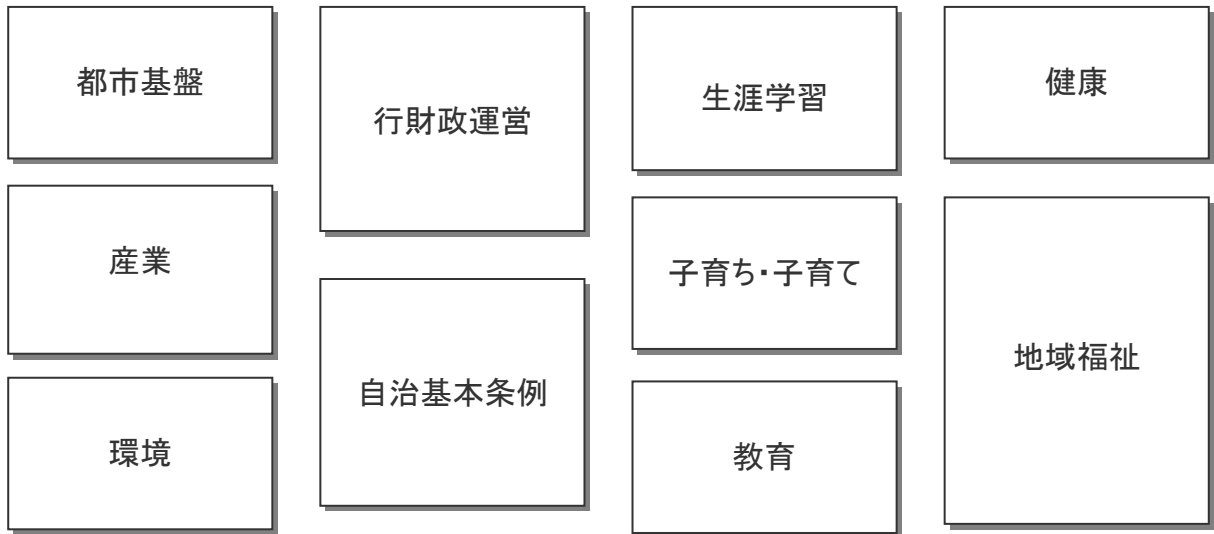 都市基盤
産業
環境
行財政運営
自治基本条例
生涯学習
子育ち・子育て
教育
健康
地域福祉